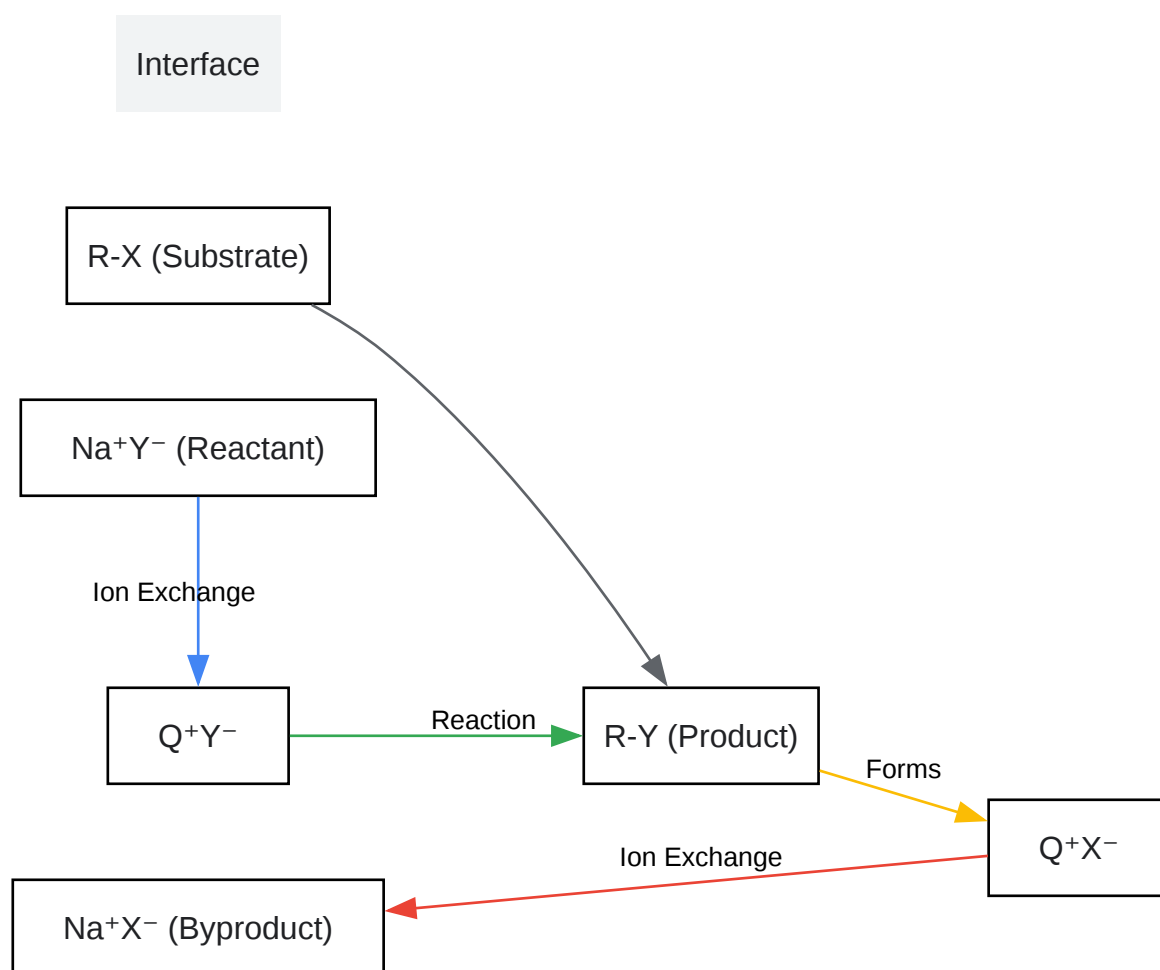 Interface
R-X (Substrate)
Na⁺Y⁻ (Reactant)
Ion Exchange
Q⁺Y⁻
Reaction
R-Y (Product)
Forms
Q⁺X⁻
Ion Exchange
Na⁺X⁻ (Byproduct)